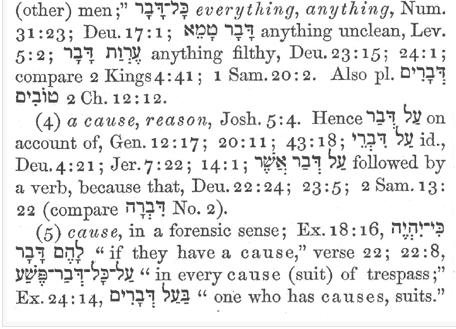 (other) men;" כָּל־דָּבָר everything, anything, Num.
31:23; Deu. 17:1; דָּבָר טָמֵא anything unclean, Lev.
5:2; עֶרְוַת דָּבָר anything filthy, Deu. 23:15; 24:1;
compare 2 Kings 4:41; 1 Sam. 20:2. Also pl. דְּבָרִים
טוֹבִים 2 Ch. 12:12.
(4) a cause, reason, Josh. 5:4. Hence עַל דְּבַר on
account of, Gen. 12:17; 20:11; 43:18; עַל דִּבְרֵי id.,
Deu. 4:21; Jer. 7:22; 14:1; עַל דְּבַר אֲשֶׁר followed by
a verb, because that, Deu. 22:24; 23:5; 2 Sam. 13:
22 (compare דִּבְרָה No. 2).
(5) cause, in a forensic sense; Ex. 18:16, כִּי־יִהְיֶה
לָהֶם דָּבָר "if they have a cause," verse 22; 22:8,
עַל־כָּל־דְּבַר־פֶּשַׁע "in every cause (suit) of trespass;"
Ex. 24:14, בַּעַל דְּבָרִים "one who has causes, suits."